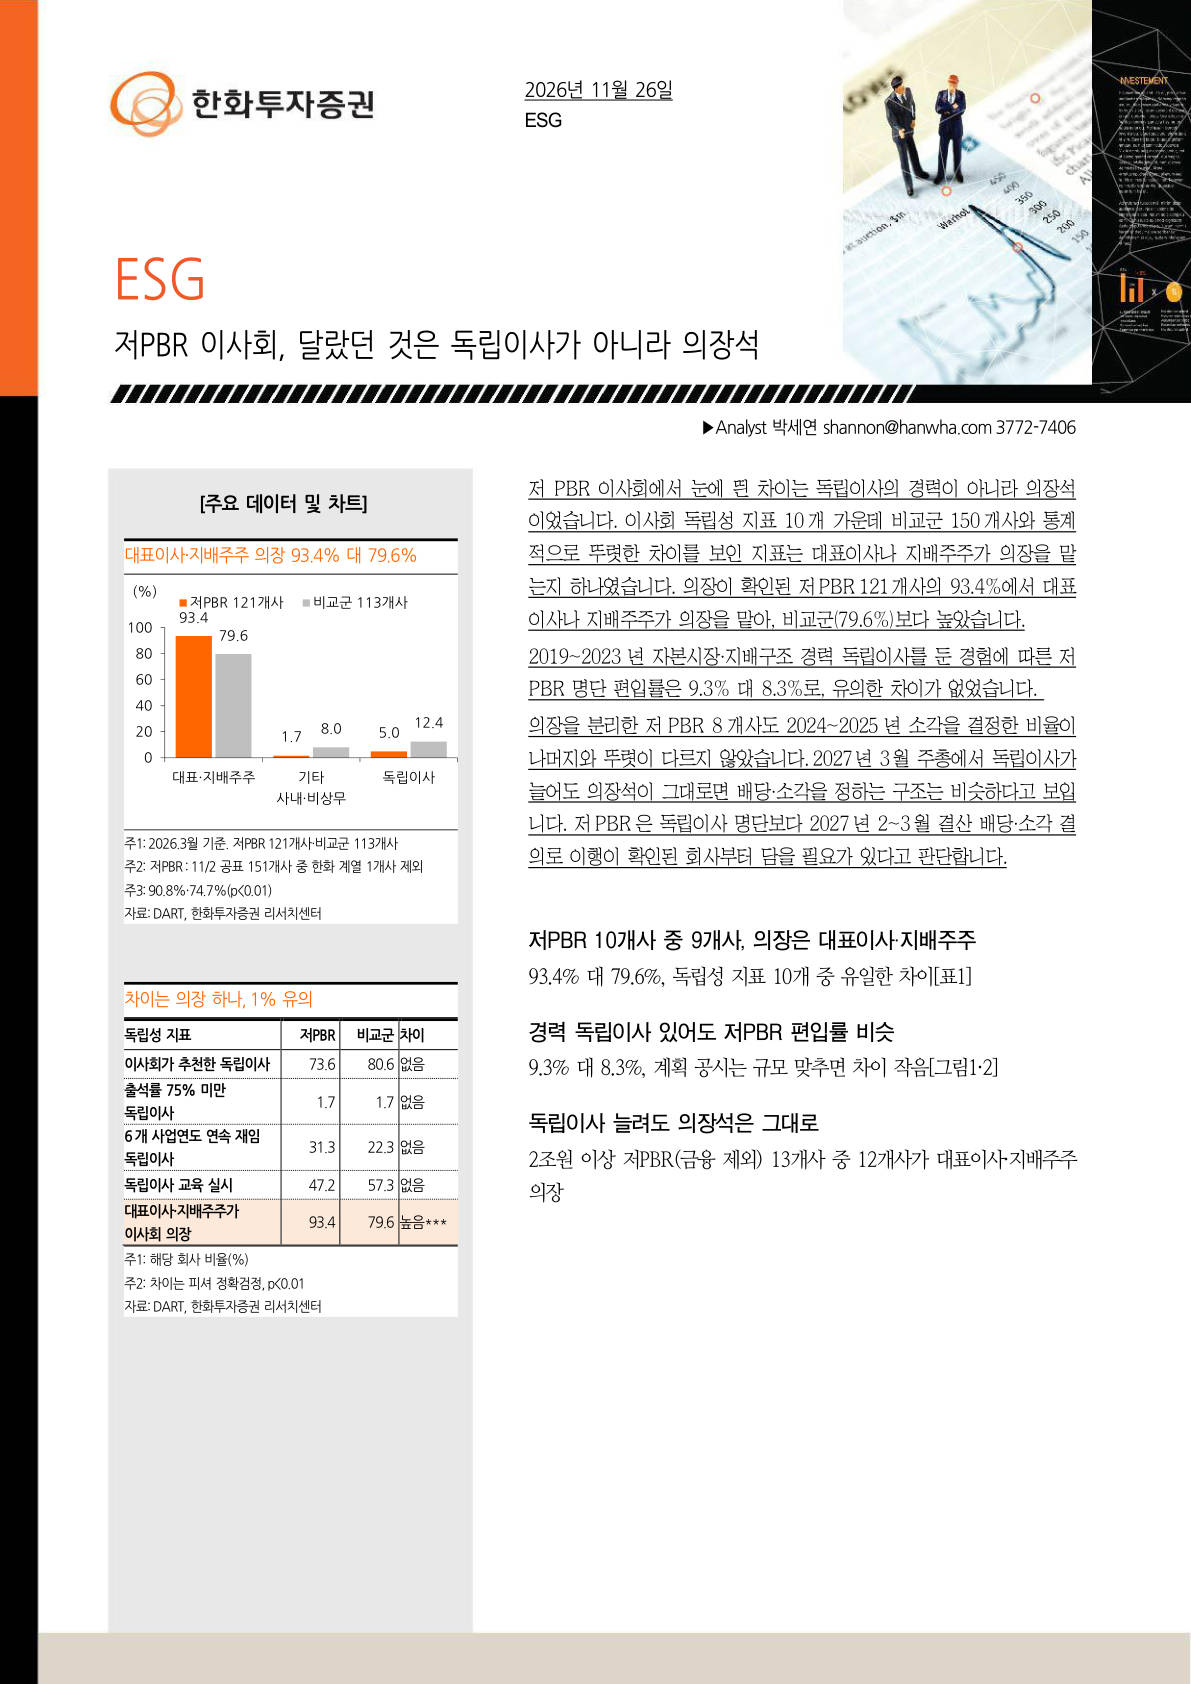 한화투자증권
2026년 11월 26일
ESG
INVESTEMENT
Warhol
at auction, $m
450
400
350
300
250
200
150
ESG
저PBR 이사회, 달랐던 것은 독립이사가 아니라 의장석
▶Analyst 박세연 shannon@hanwha.com 3772-7406
[주요 데이터 및 차트]
대표이사·지배주주 의장 93.4% 대 79.6%
(%)
■저PBR 121개사 ■비교군 113개사
93.4
79.6
1.7
8.0
5.0
12.4
100
80
60
40
20
0
대표·지배주주
기타
사내·비상무
독립이사
주1: 2026.3월 기준. 저PBR 121개사·비교군 113개사
주2: 저PBR : 11/2 공표 151개사 중 한화 계열 1개사 제외
주3: 90.8%·74.7%(p<0.01)
자료: DART, 한화투자증권 리서치센터
차이는 의장 하나, 1% 유의
독립성 지표 저PBR 비교군 차이
이사회가 추천한 독립이사 73.6 80.6 없음
출석률 75% 미만
독립이사 1.7 1.7 없음
6개 사업연도 연속 재임
독립이사 31.3 22.3 없음
독립이사 교육 실시 47.2 57.3 없음
대표이사·지배주주가
이사회 의장 93.4 79.6 높음***
주1: 해당 회사 비율(%)
주2: 차이는 피셔 정확검정, p<0.01
자료: DART, 한화투자증권 리서치센터
저 PBR 이사회에서 눈에 띈 차이는 독립이사의 경력이 아니라 의장석
이었습니다. 이사회 독립성 지표 10개 가운데 비교군 150개사와 통계
적으로 뚜렷한 차이를 보인 지표는 대표이사나 지배주주가 의장을 맡
는지 하나였습니다. 의장이 확인된 저PBR 121개사의 93.4%에서 대표
이사나 지배주주가 의장을 맡아, 비교군(79.6%)보다 높았습니다.
2019~2023 년 자본시장·지배구조 경력 독립이사를 둔 경험에 따른 저
PBR 명단 편입률은 9.3% 대 8.3%로, 유의한 차이가 없었습니다.
의장을 분리한 저 PBR 8개사도 2024~2025 년 소각을 결정한 비율이
나머지와 뚜렷이 다르지 않았습니다. 2027년 3월 주총에서 독립이사가
늘어도 의장석이 그대로면 배당·소각을 정하는 구조는 비슷하다고 보입
니다. 저PBR은 독립이사 명단보다 2027년 2~3월 결산 배당·소각 결
의로 이행이 확인된 회사부터 담을 필요가 있다고 판단합니다.
저PBR 10개사 중 9개사, 의장은 대표이사·지배주주
93.4% 대 79.6%, 독립성 지표 10개 중 유일한 차이[표1]
경력 독립이사 있어도 저PBR 편입률 비슷
9.3% 대 8.3%, 계획 공시는 규모 맞추면 차이 작음[그림1·2]
독립이사 늘려도 의장석은 그대로
2조원 이상 저PBR(금융 제외) 13개사 중 12개사가 대표이사·지배주주
의장